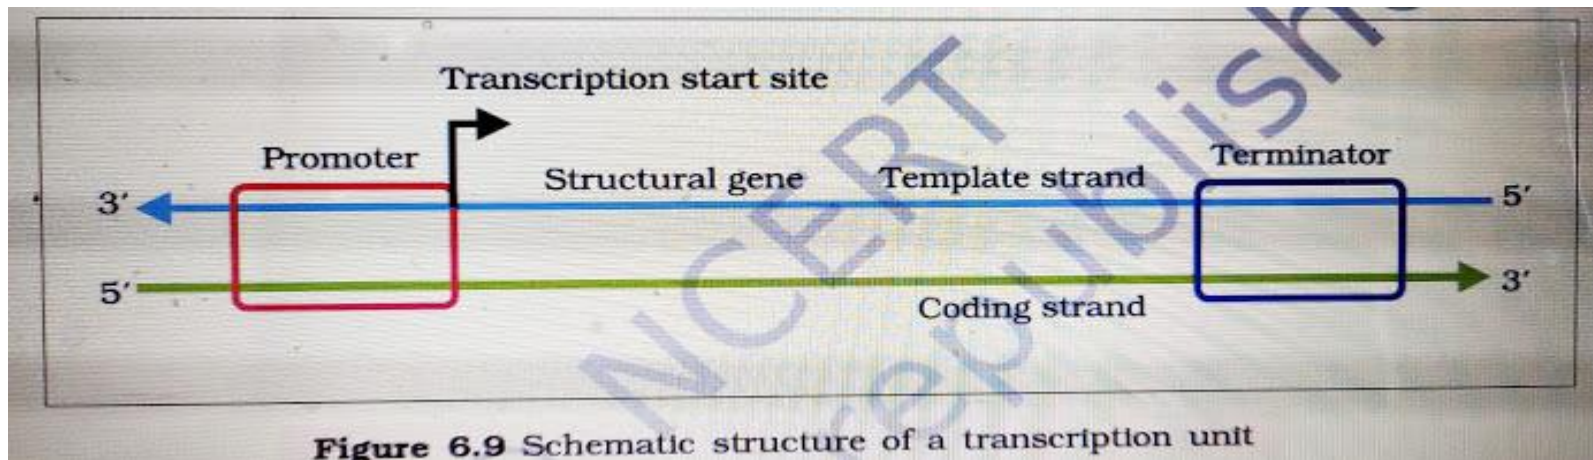 Transcription start site
Promoter
Structural gene
Template strand
Terminator
3′
5′
5′
3′
Coding strand
NCERT
republish
Figure 6.9 Schematic structure of a transcription unit